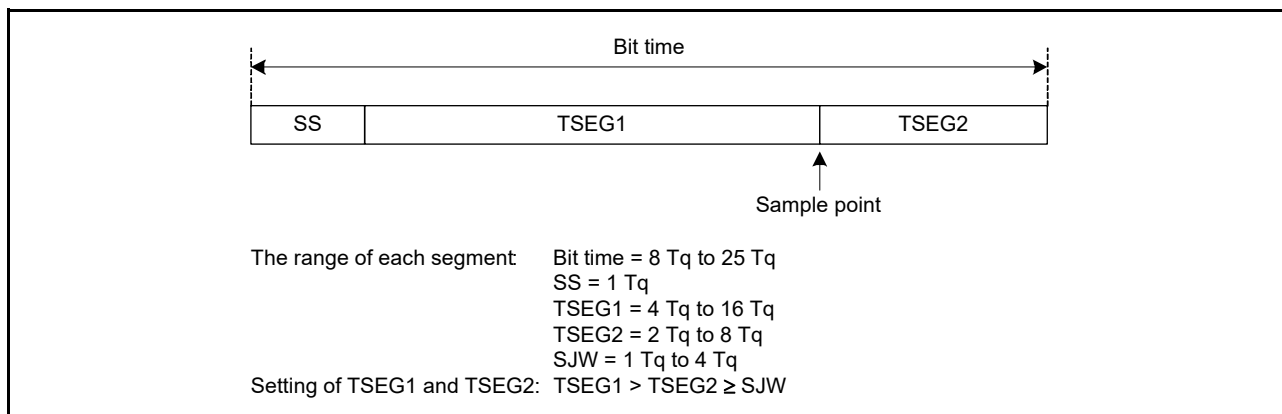 Bit time
SS TSEG1 TSEG2
Sample point
The range of each segment: Bit time = 8 Tq to 25 Tq
SS = 1 Tq
TSEG1 = 4 Tq to 16 Tq
TSEG2 = 2 Tq to 8 Tq
SJW = 1 Tq to 4 Tq
Setting of TSEG1 and TSEG2: TSEG1 > TSEG2 ≥ SJW